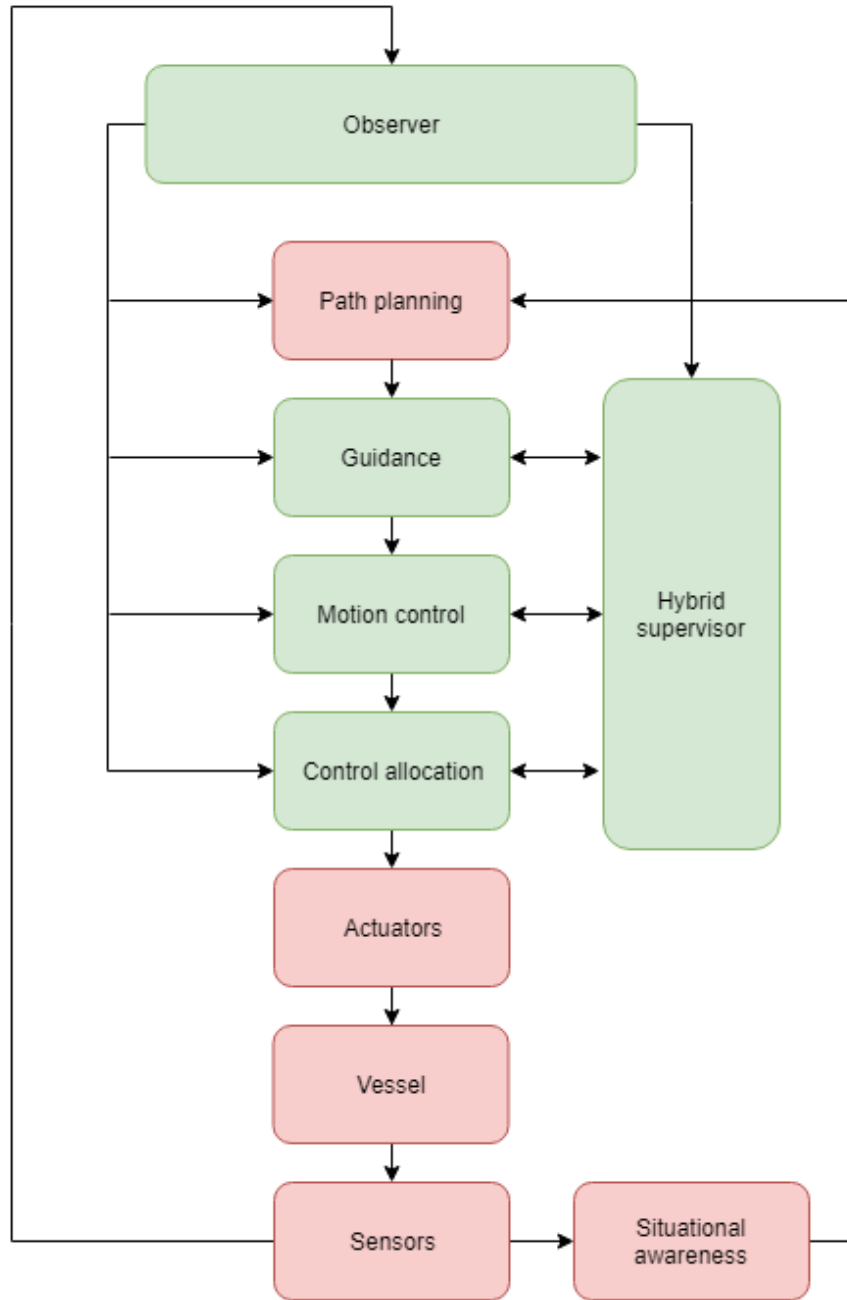 Observer
Path planning
Guidance
Motion control
Hybrid
supervisor
Control allocation
Actuators
Vessel
Sensors
Situational
awareness